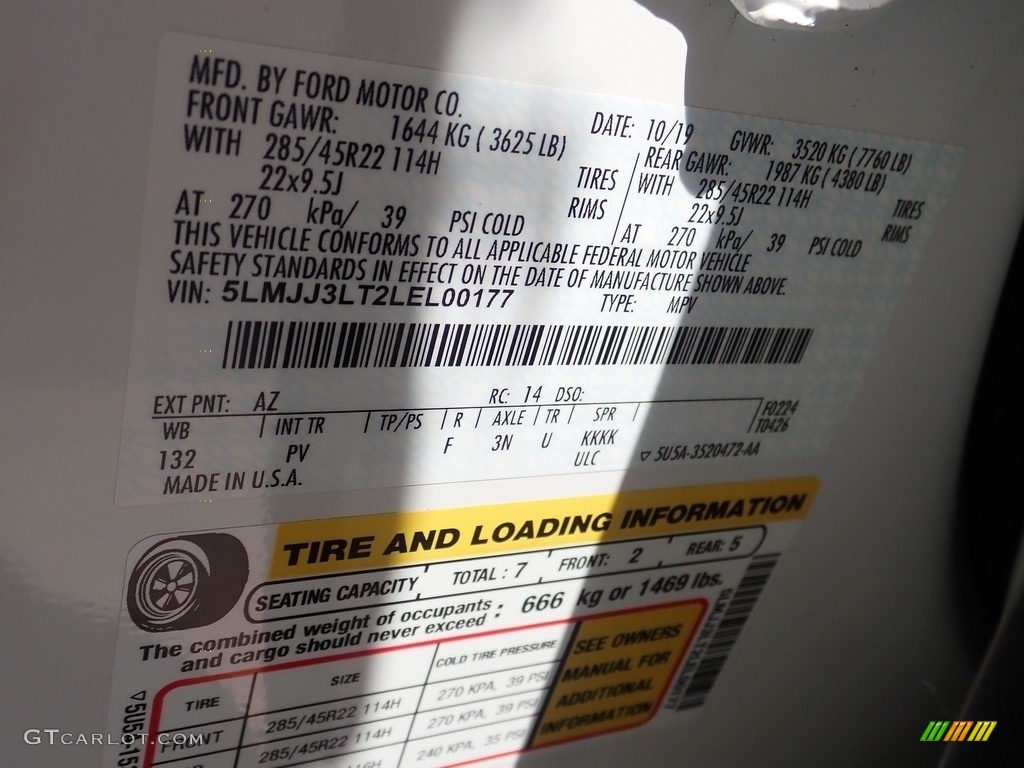 MFD. BY FORD MOTOR CO.
DATE: 10/19 GVWR: 3520 KG ( 7760 LB)
FRONT GAWR: 1644 KG ( 3625 LB)
REAR GAWR: 1987 KG ( 4380 LB)
WITH 285/45R22 114H TIRES
WITH 285/45R22 114H TIRES
22x9.5J RIMS
22x9.5J RIMS
AT 270 kPa/ 39 PSI COLD
AT 270 kPa/ 39 PSI COLD
THIS VEHICLE CONFORMS TO ALL APPLICABLE FEDERAL MOTOR VEHICLE
SAFETY STANDARDS IN EFFECT ON THE DATE OF MANUFACTURE SHOWN ABOVE.
VIN: 5LMJJ3LT2LEL00177 TYPE: MPV
EXT PNT: AZ RC: 14 DSO:
WB INT TR TP/PS R AXLE TR SPR F0224
T0426
132 PV F 3N U KKKK
ULC ▽ 5U5A-3520472-AA
MADE IN U.S.A.
TIRE AND LOADING INFORMATION
SEATING CAPACITY TOTAL : 7 FRONT: 2 REAR: 5
The combined weight of occupants
and cargo should never exceed : 666 kg or 1469 lbs.
TIRE SIZE COLD TIRE PRESSURE
FRONT 285/45R22 114H 270 KPA, 39 PSI
285/45R22 114H 270 KPA, 39 PSI
240 KPA, 35 PSI
SEE OWNERS
MANUAL FOR
ADDITIONAL
INFORMATION
GTcarlot.com